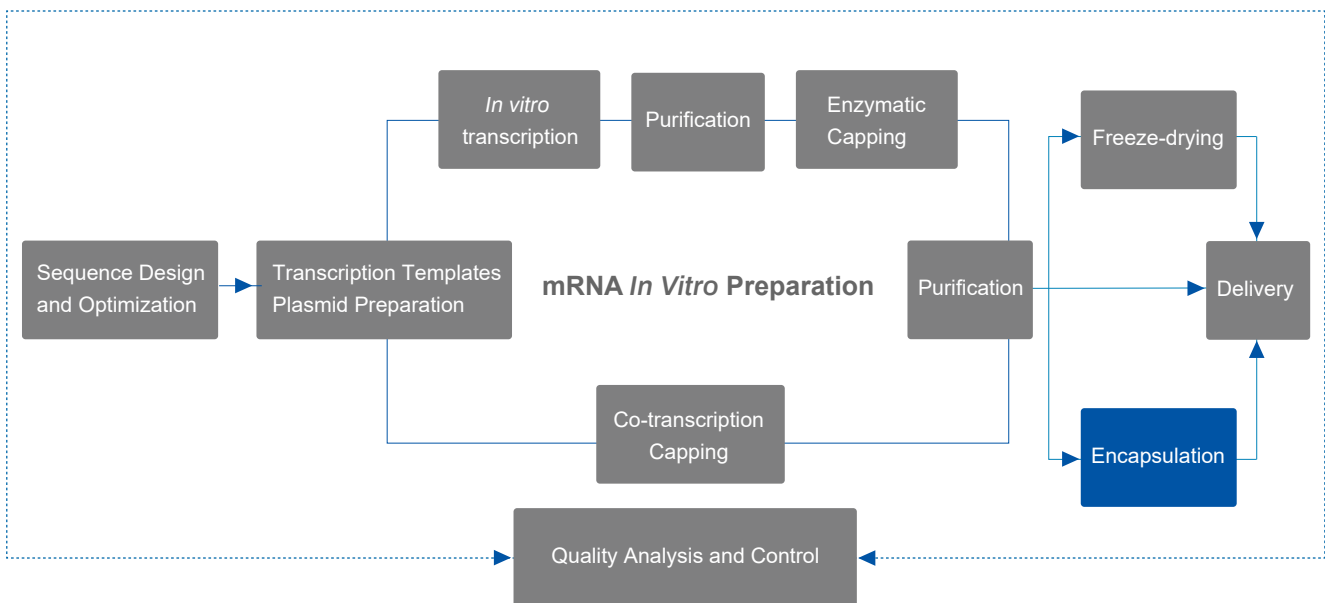 In vitro
transcription
Purification
Enzymatic
Capping
Freeze-drying
Sequence Design
and Optimization
Transcription Templates
Plasmid Preparation
mRNA In Vitro Preparation
Purification
Delivery
Co-transcription
Capping
Encapsulation
Quality Analysis and Control